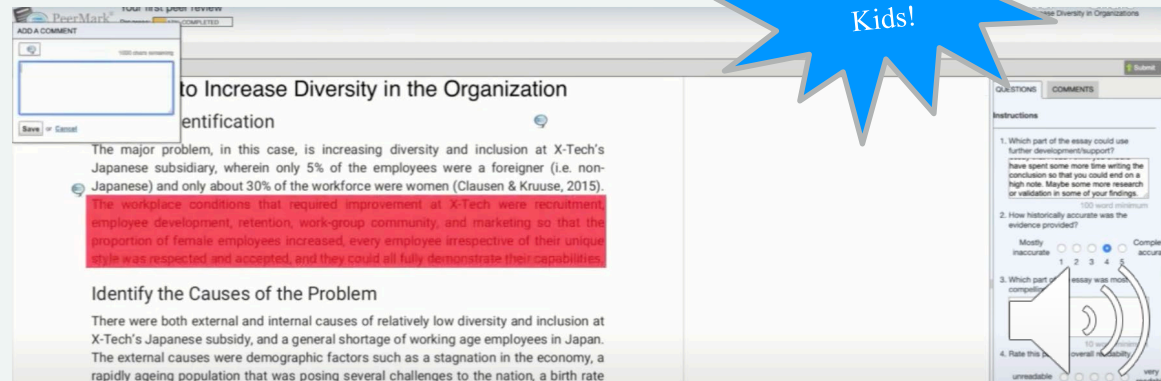 Your first peer review
PeerMark
COMPLETED
ease Diversity in Organizations
Kids!
ADD A COMMENT
1000 chars remaining
Save or Cancel
Submit
to Increase Diversity in the Organization
entification
The major problem, in this case, is increasing diversity and inclusion at X-Tech's
Japanese subsidiary, wherein only 5% of the employees were a foreigner (i.e. non-
Japanese) and only about 30% of the workforce were women (Clausen & Kruuse, 2015).
The workplace conditions that required improvement at X-Tech were recruitment,
employee development, retention, work-group community, and marketing so that the
proportion of female employees increased, every employee irrespective of their unique
style was respected and accepted, and they could all fully demonstrate their capabilities.
Identify the Causes of the Problem
There were both external and internal causes of relatively low diversity and inclusion at
X-Tech's Japanese subsidy, and a general shortage of working age employees in Japan.
The external causes were demographic factors such as a stagnation in the economy, a
rapidly ageing population that was posing several challenges to the nation, a birth rate
QUESTIONS COMMENTS
Instructions
1. Which part of the essay could use
further development/support?
have spent some more time writing the
conclusion so that you could end on a
high note. Maybe some more research
or validation in some of your findings.
100 word minimum
2. How historically accurate was the
evidence provided?
Mostly Comple
inaccurate accura
1 2 3 4 5
3. Which part of essay was most
compelling
10 word minim
4. Rate this p overall readability.
unreadable very